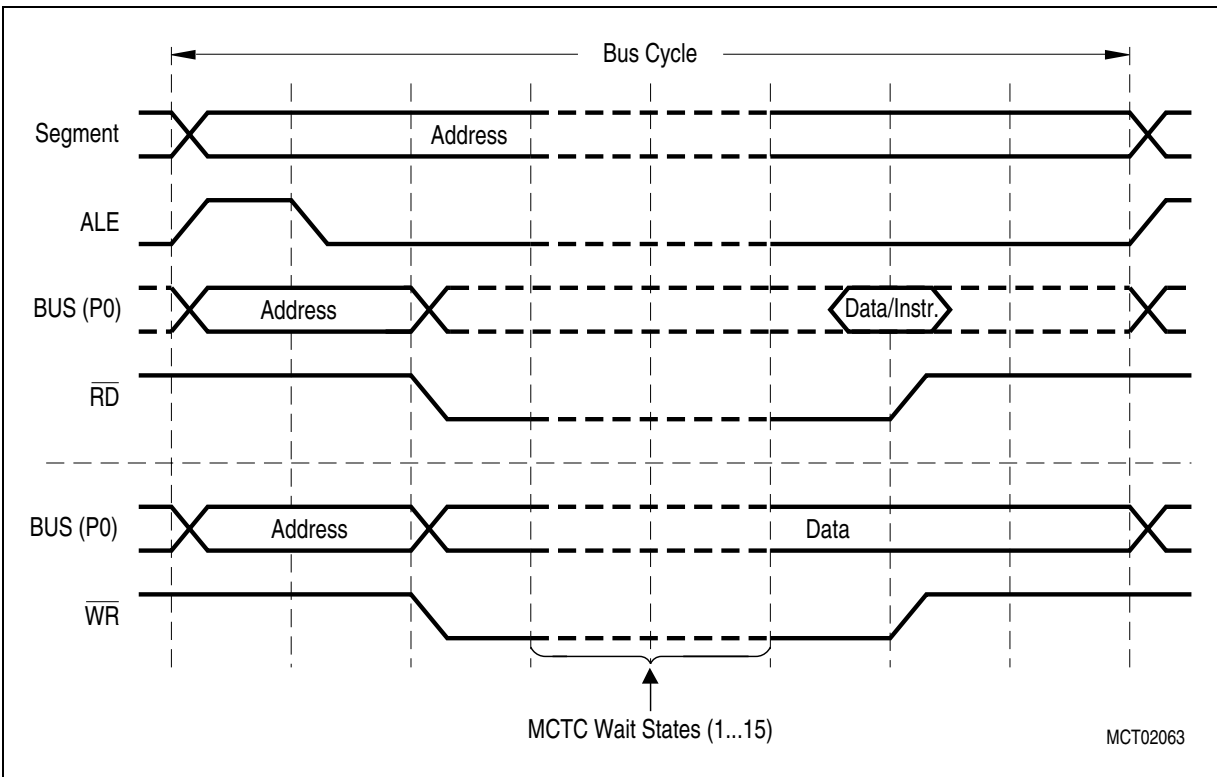 Bus Cycle
Segment
Address
ALE
BUS (P0)
Address
Data/Instr.
RD
BUS (P0)
Address
Data
WR
MCTC Wait States (1...15)
MCT02063